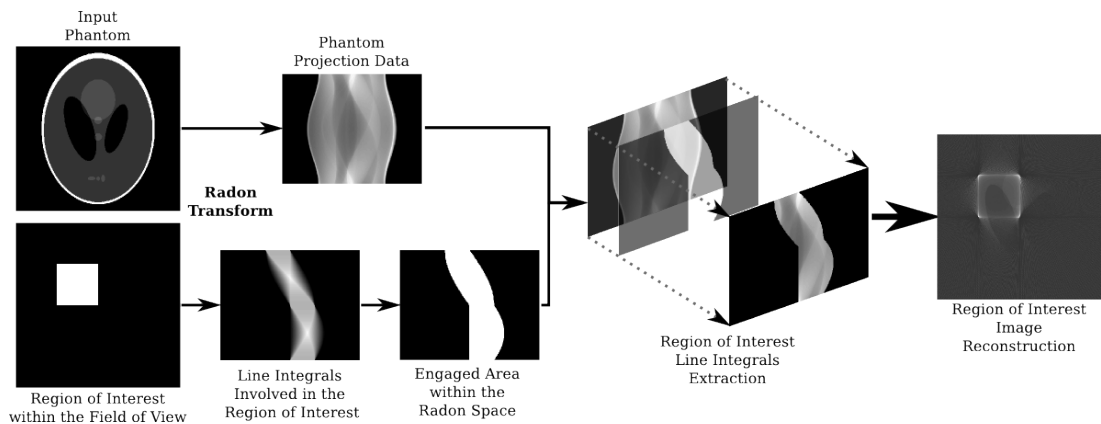 Input
Phantom
Phantom
Projection Data
Radon
Transform
Region of Interest
within the Field of View
Line Integrals
Involved in the
Region of Interest
Engaged Area
within the
Radon Space
Region of Interest
Line Integrals
Extraction
Region of Interest
Image
Reconstruction